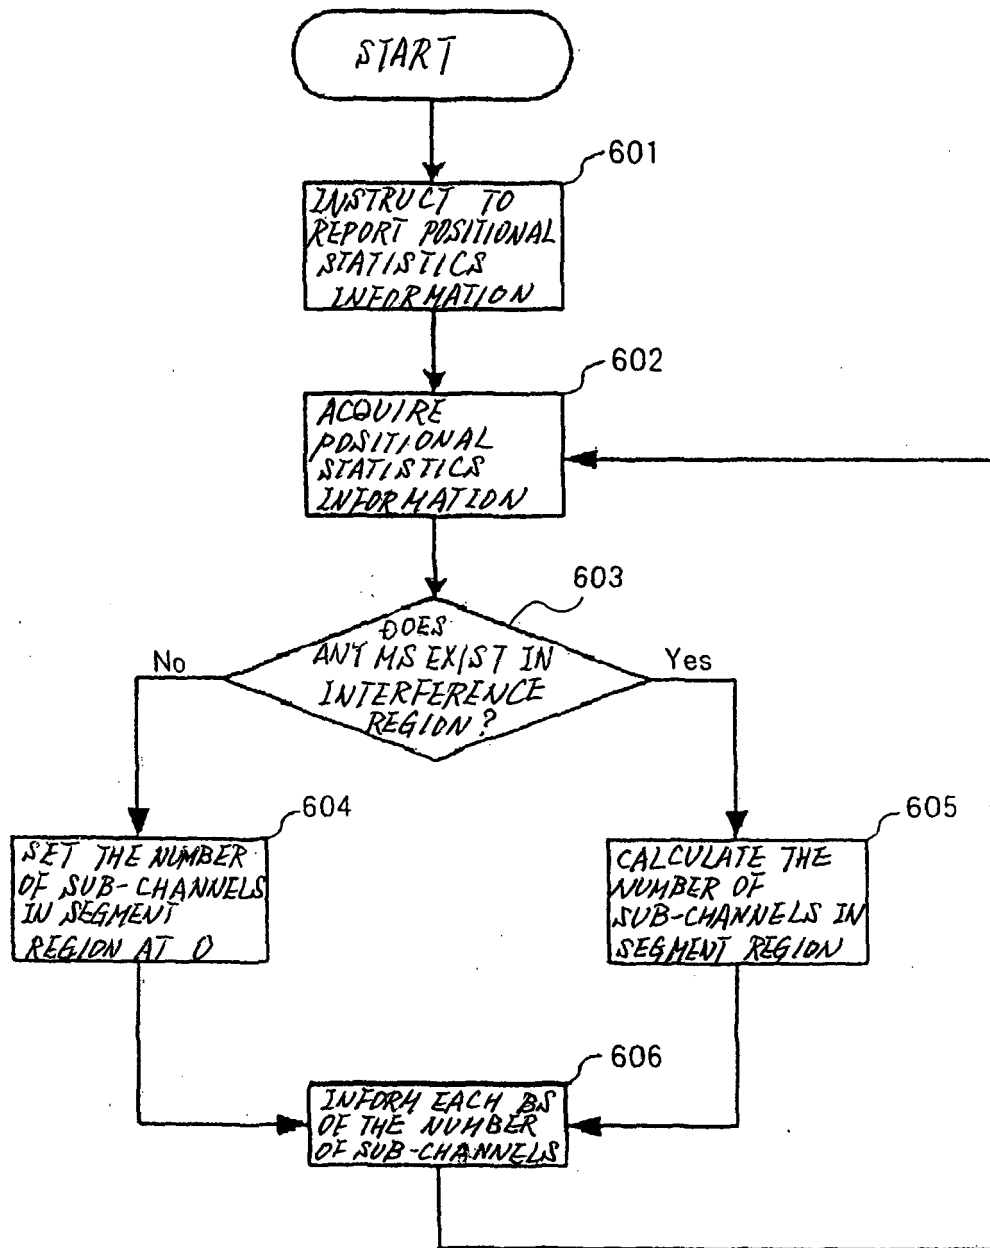 START
601
INSTRUCT TO
REPORT POSITIONAL
STATISTICS
INFORMATION
602
ACQUIRE
POSITIONAL
STATISTICS
INFORMATION
603
DOES
ANY MS EXIST IN
INTERFERENCE
REGION?
No
Yes
604
SET THE NUMBER
OF SUB-CHANNELS
IN SEGMENT
REGION AT 0
605
CALCULATE THE
NUMBER OF
SUB-CHANNELS IN
SEGMENT REGION
606
INFORM EACH BS
OF THE NUMBER
OF SUB-CHANNELS